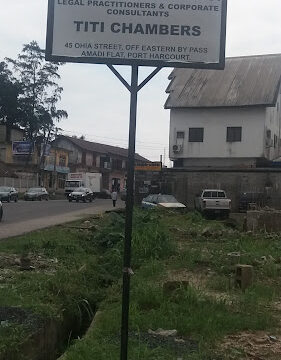 LEGAL PRACTITIONERS & CORPORATE
CONSULTANTS
TITI CHAMBERS
45 OHIA STREET, OFF EASTERN BY PASS
AMADI FLAT, PORT HARCOURT.